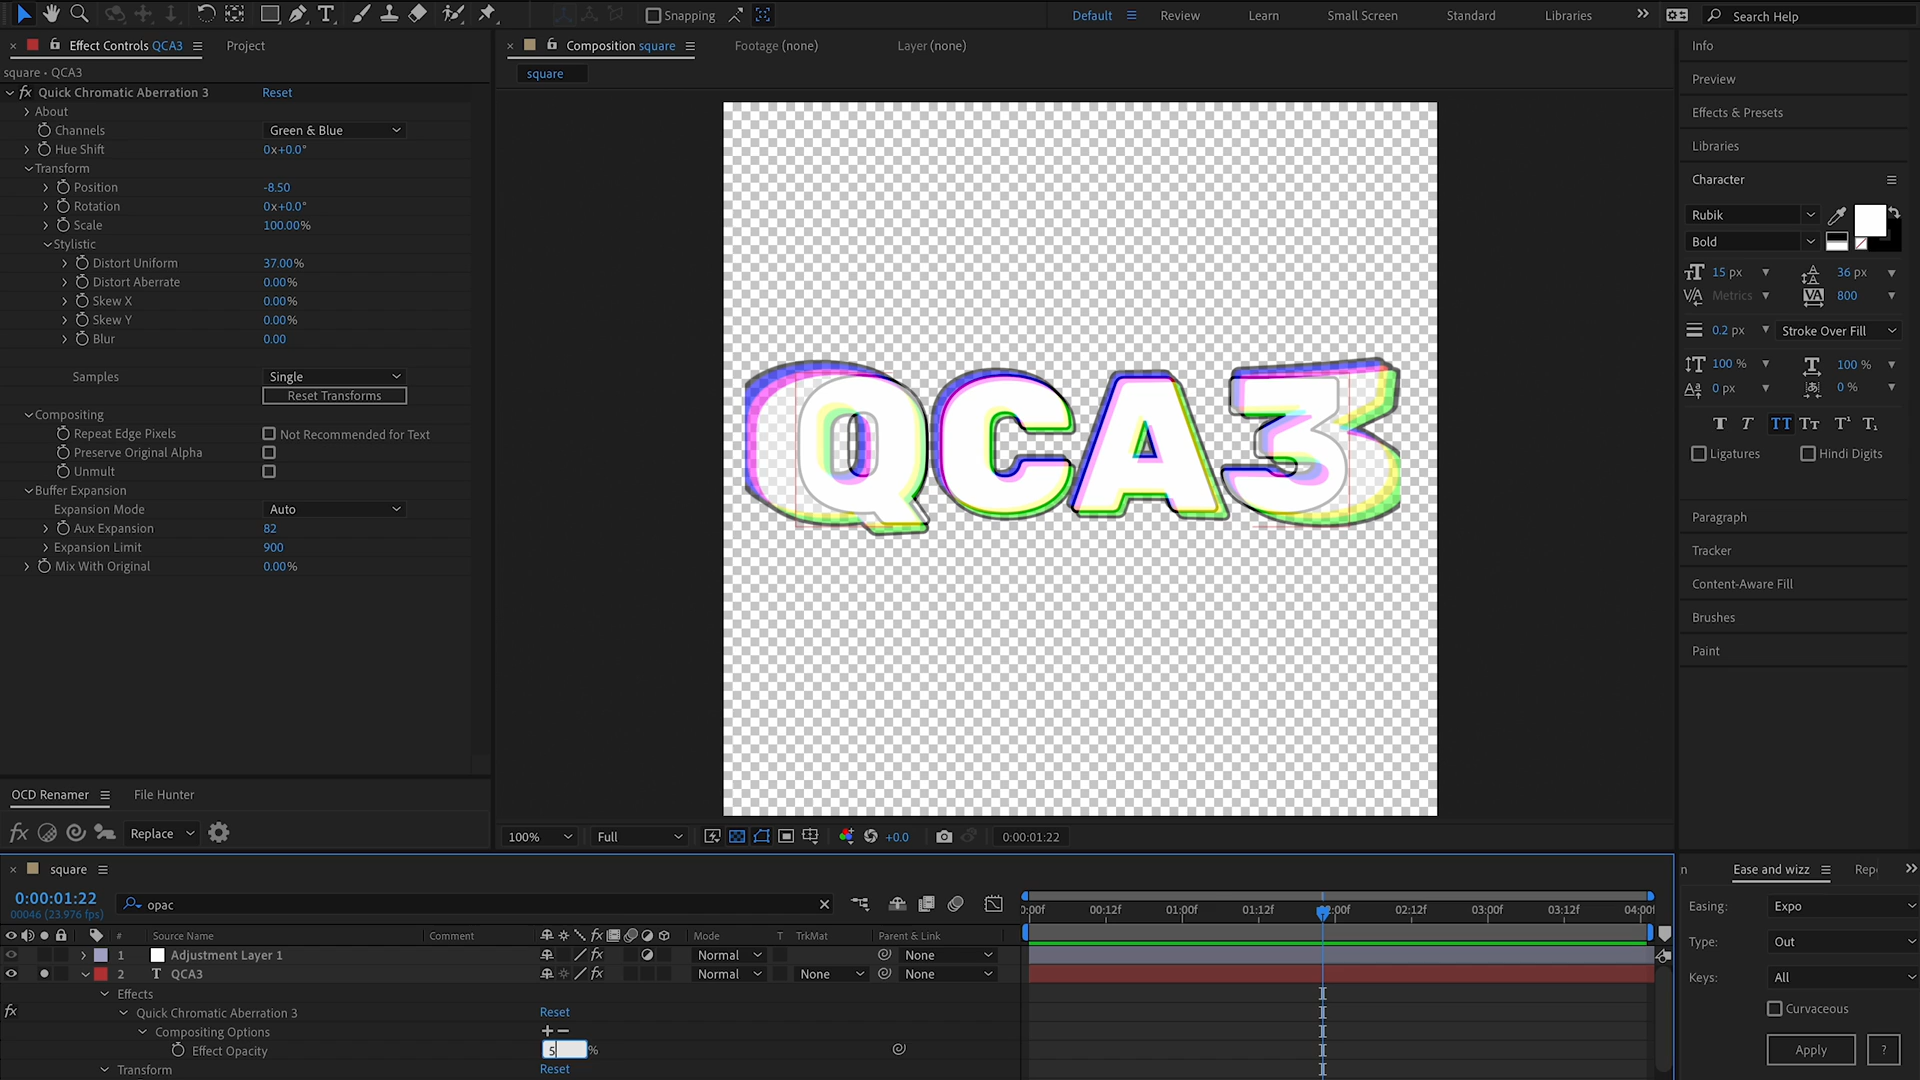 Snapping
Default
Review
Learn
Small Screen
Standard
Libraries
Search Help
Effect Controls QCA3
Project
Composition square
Footage (none)
Layer (none)
Info
square • QCA3
square
Preview
Quick Chromatic Aberration 3
Reset
About
Effects & Presets
Channels
Green & Blue
Hue Shift
0x+0.0°
Libraries
Transform
Position
-8.50
Character
Rotation
0x+0.0°
Scale
100.00%
Rubik
Stylistic
Bold
Distort Uniform
37.00%
15 px
36 px
Distort Aberrate
0.00%
Metrics
800
Skew X
0.00%
Skew Y
0.00%
0.2 px
Stroke Over Fill
Blur
0.00
100 %
100 %
Samples
Single
0 px
0 %
Reset Transforms
QCA3
Compositing
Repeat Edge Pixels
Not Recommended for Text
Preserve Original Alpha
Ligatures
Hindi Digits
Unmult
Buffer Expansion
Expansion Mode
Auto
Paragraph
Aux Expansion
82
Expansion Limit
900
Tracker
Mix With Original
0.00%
Content-Aware Fill
Brushes
Paint
OCD Renamer
File Hunter
Replace
100%
Full
+0.0
0:00:01:22
square
Ease and wizz
0:00:01:22
00046 (23.976 fps)
opac
Easing:
Expo
00:12f
01:00f
01:12f
02:12f
03:00f
03:12f
#
Source Name
Comment
Mode
T
TrkMat
Parent & Link
Type:
Out
1
Adjustment Layer 1
Normal
None
2
T
QCA3
Normal
None
None
Keys:
All
Effects
Curvaceous
fx
Quick Chromatic Aberration 3
Reset
Compositing Options
+-
Effect Opacity
5
%
Apply
?
Transform
Reset